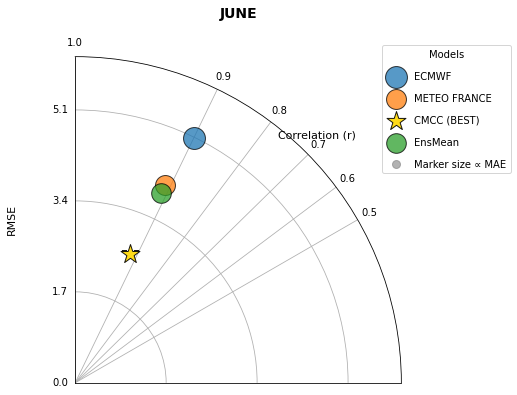 JUNE
1.0
0.9
0.8
0.7
0.6
0.5
Correlation (r)
5.1
3.4
1.7
0.0
RMSE
Models
ECMWF
METEO FRANCE
CMCC (BEST)
EnsMean
Marker size ∝ MAE